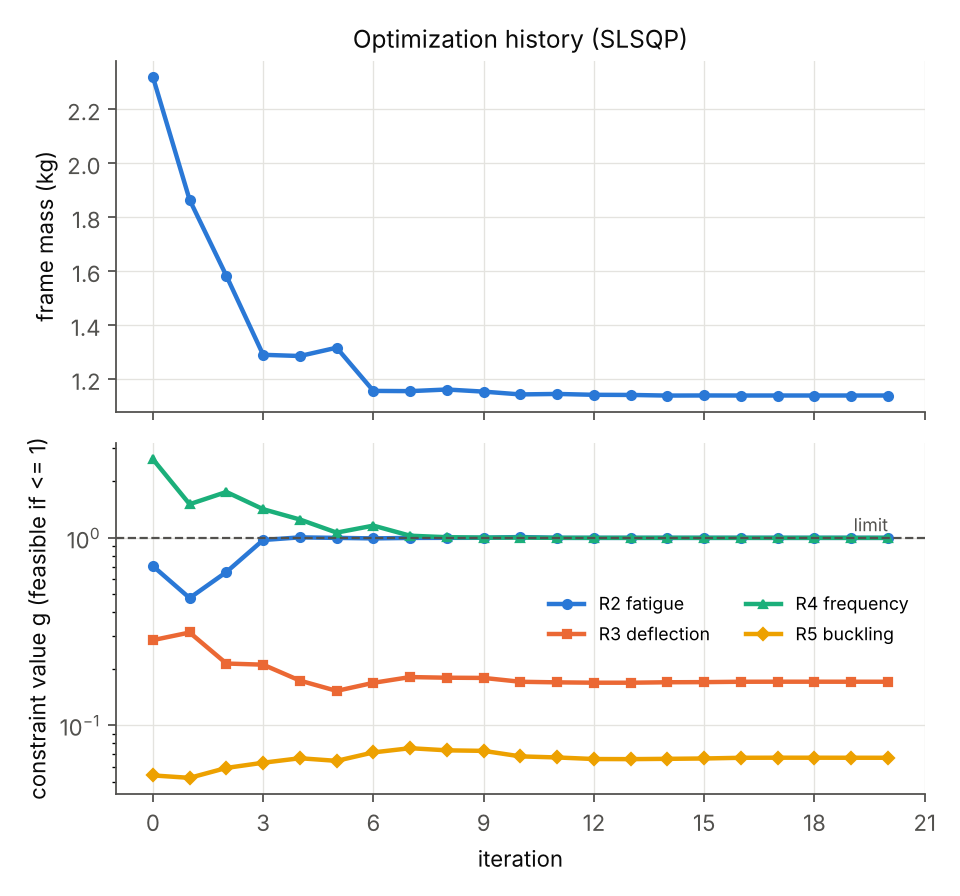 Optimization history (SLSQP)
frame mass (kg)
2.2
2.0
1.8
1.6
1.4
1.2
constraint value g (feasible if <= 1)
10⁰
10⁻¹
limit
R2 fatigue
R3 deflection
R4 frequency
R5 buckling
0 3 6 9 12 15 18 21
iteration